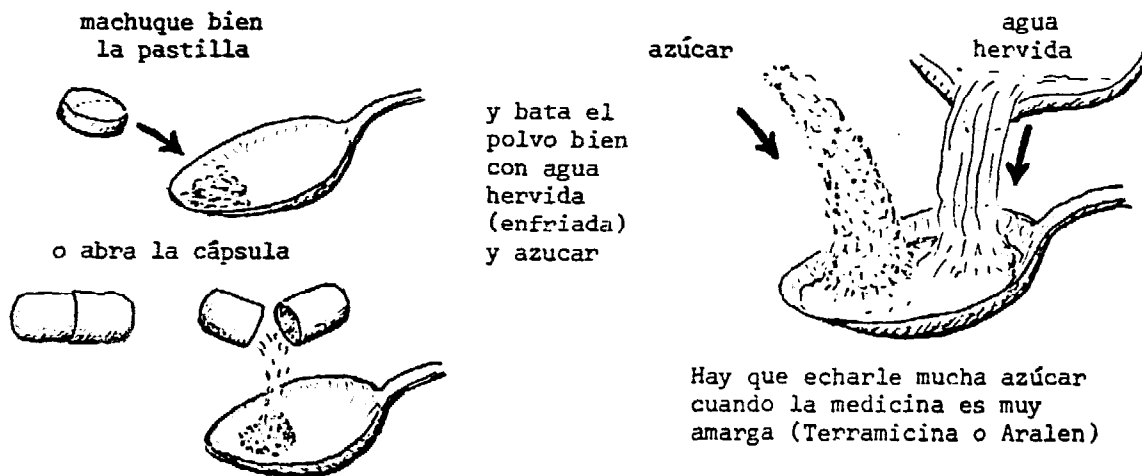 machuque bien
la pastilla
o abra la cápsula
y bata el
polvo bien
con agua
hervida
(enfriada)
y azucar
azúcar
agua
hervida
Hay que echarle mucha azúcar
cuando la medicina es muy
amarga (Terramicina o Aralen)